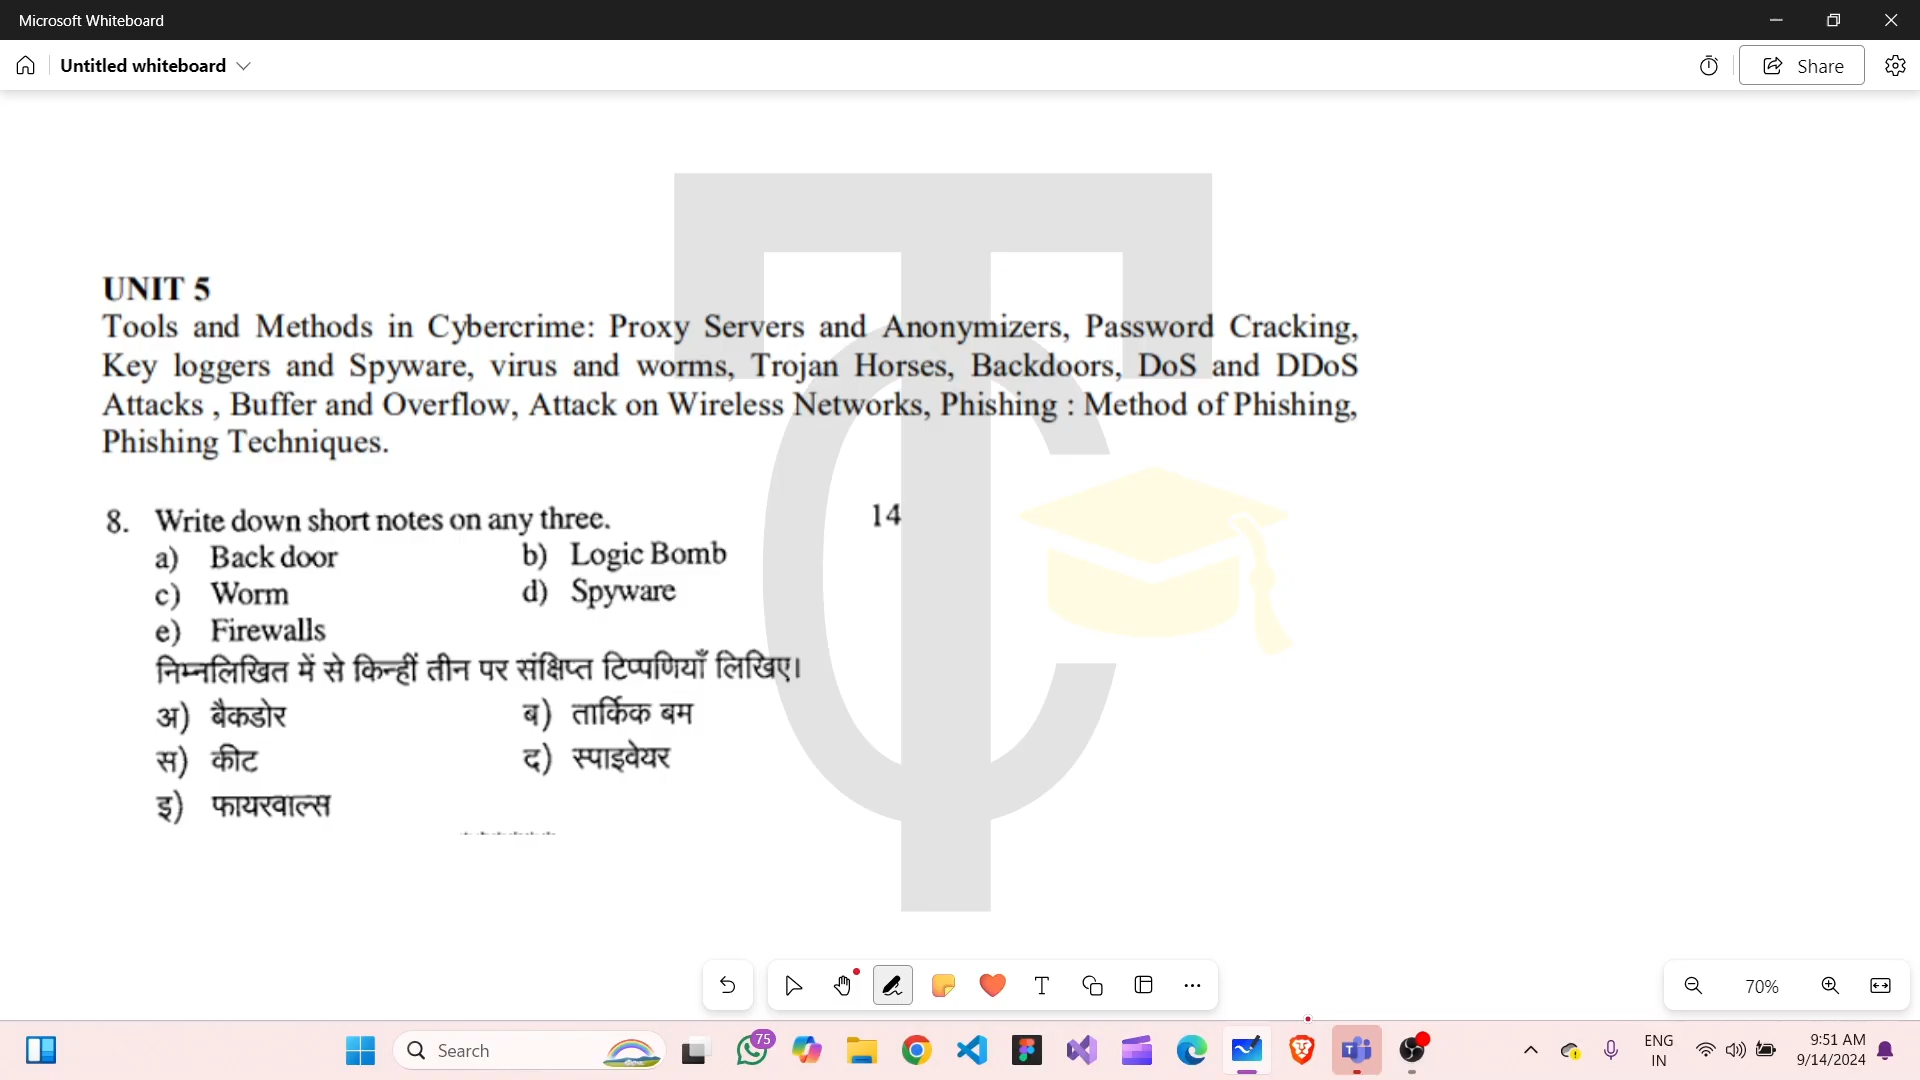 Microsoft Whiteboard
Untitled whiteboard
Share
UNIT 5
Tools and Methods in Cybercrime: Proxy Servers and Anonymizers, Password Cracking,
Key loggers and Spyware, virus and worms, Trojan Horses, Backdoors, DoS and DDoS
Attacks , Buffer and Overflow, Attack on Wireless Networks, Phishing : Method of Phishing,
Phishing Techniques.
8. Write down short notes on any three. 14
a) Back door b) Logic Bomb
c) Worm d) Spyware
e) Firewalls
निम्नलिखित में से किन्हीं तीन पर संक्षिप्त टिप्पणियाँ लिखिए।
अ) बैकडोर ब) तार्किक बम
स) कीट द) स्पाइवेयर
इ) फायरवाल्स
70%
Search
75
ENG
IN
9:51 AM
9/14/2024